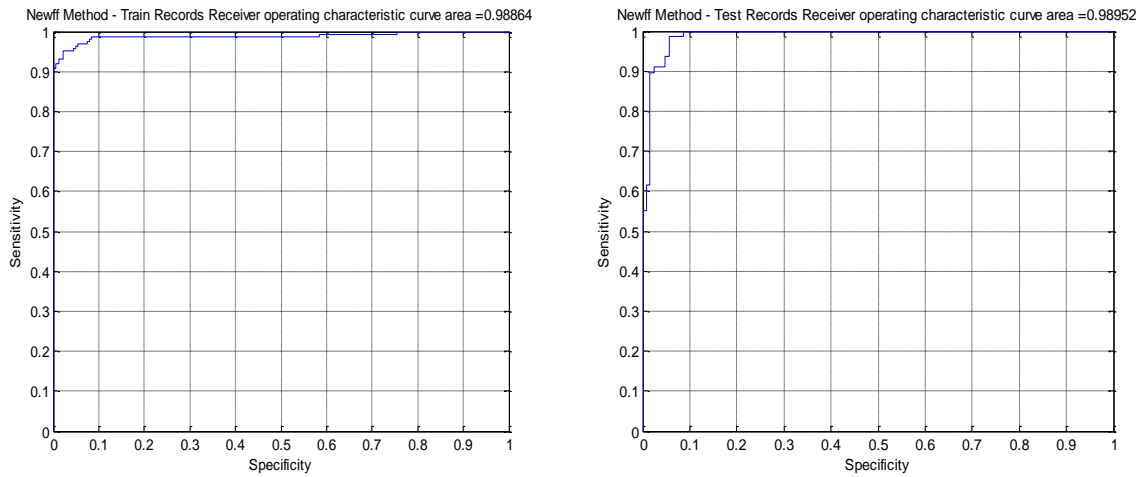 Newff Method - Train Records Receiver operating characteristic curve area =0.98864
1
0.9
0.8
0.7
0.6
0.5
0.4
0.3
0.2
0.1
0
Sensitivity
0 0.1 0.2 0.3 0.4 0.5 0.6 0.7 0.8 0.9 1
Specificity
Newff Method - Test Records Receiver operating characteristic curve area =0.98952
1
0.9
0.8
0.7
0.6
0.5
0.4
0.3
0.2
0.1
0
Sensitivity
0 0.1 0.2 0.3 0.4 0.5 0.6 0.7 0.8 0.9 1
Specificity